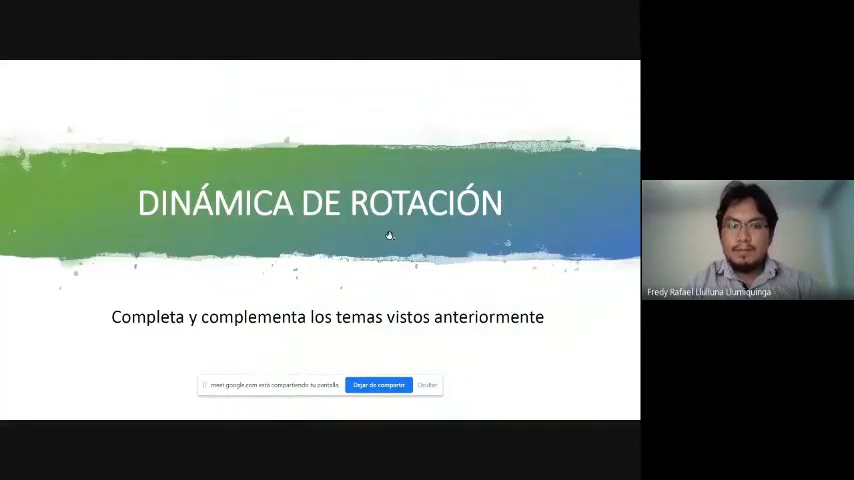 DINÁMICA DE ROTACIÓN
Completa y complementa los temas vistos anteriormente
meet.google.com está compartiendo tu pantalla.
Dejar de compartir
Ocultar
Fredy Rafael Llulluna Llumiquinga